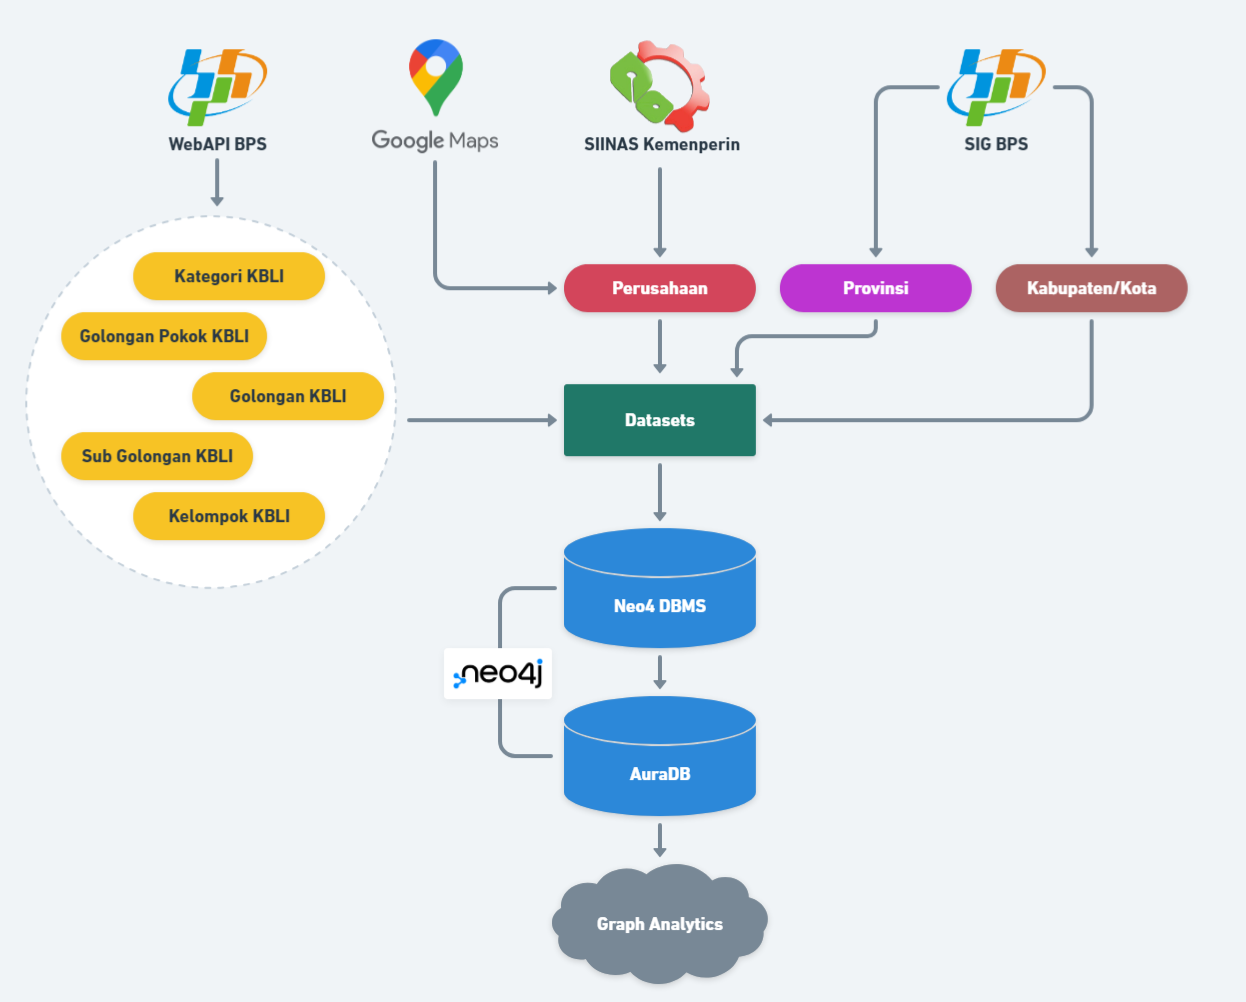 WebAPI BPS
Google Maps
SIINAS Kemenperin
SIG BPS
Kategori KBLI
Golongan Pokok KBLI
Golongan KBLI
Sub Golongan KBLI
Kelompok KBLI
Perusahaan
Provinsi
Kabupaten/Kota
Datasets
Neo4 DBMS
neo4j
AuraDB
Graph Analytics